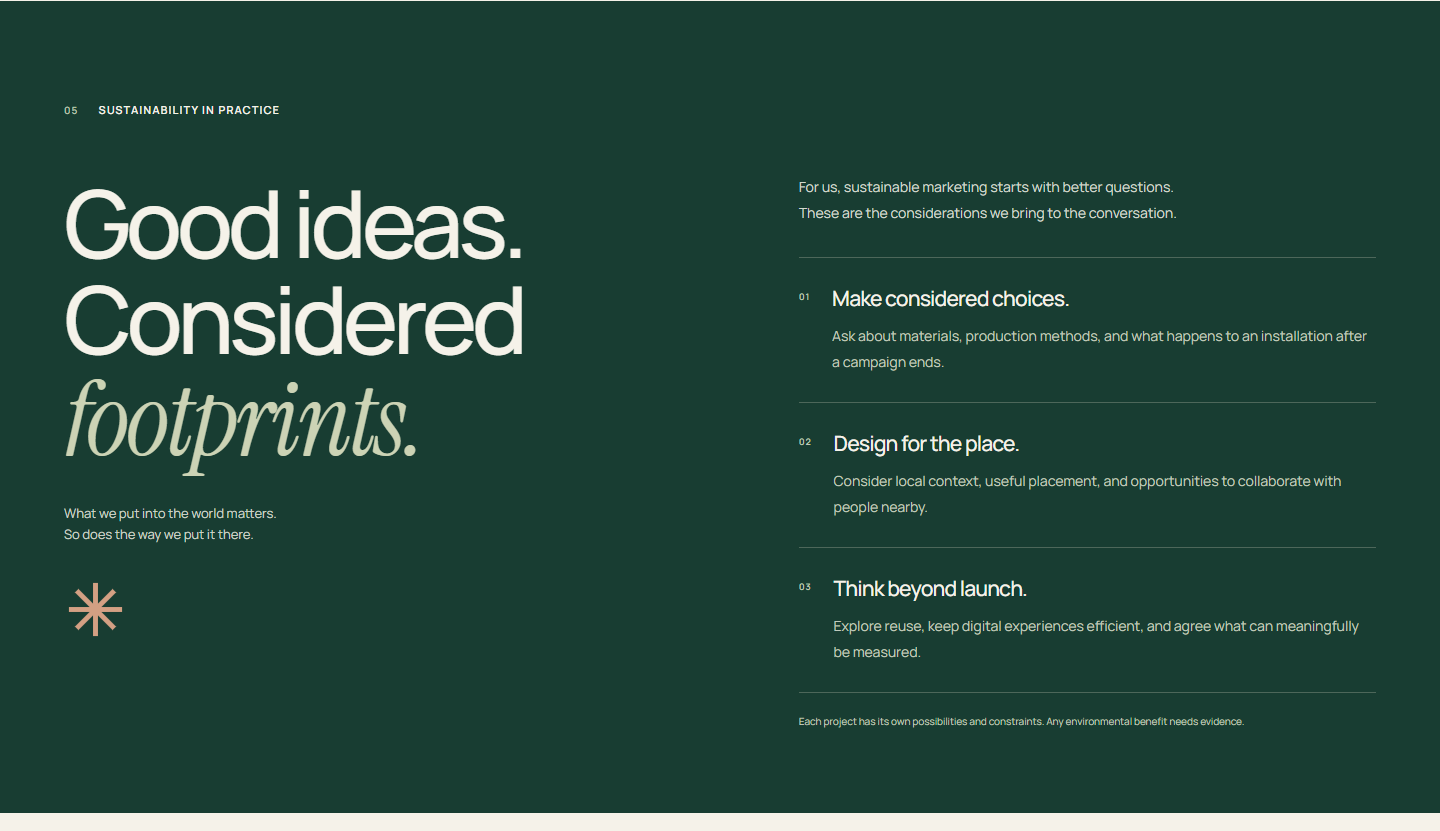 05 SUSTAINABILITY IN PRACTICE
Good ideas.
Considered
footprints.
What we put into the world matters.
So does the way we put it there.
For us, sustainable marketing starts with better questions.
These are the considerations we bring to the conversation.
01 Make considered choices.
Ask about materials, production methods, and what happens to an installation after
a campaign ends.
02 Design for the place.
Consider local context, useful placement, and opportunities to collaborate with
people nearby.
03 Think beyond launch.
Explore reuse, keep digital experiences efficient, and agree what can meaningfully
be measured.
Each project has its own possibilities and constraints. Any environmental benefit needs evidence.